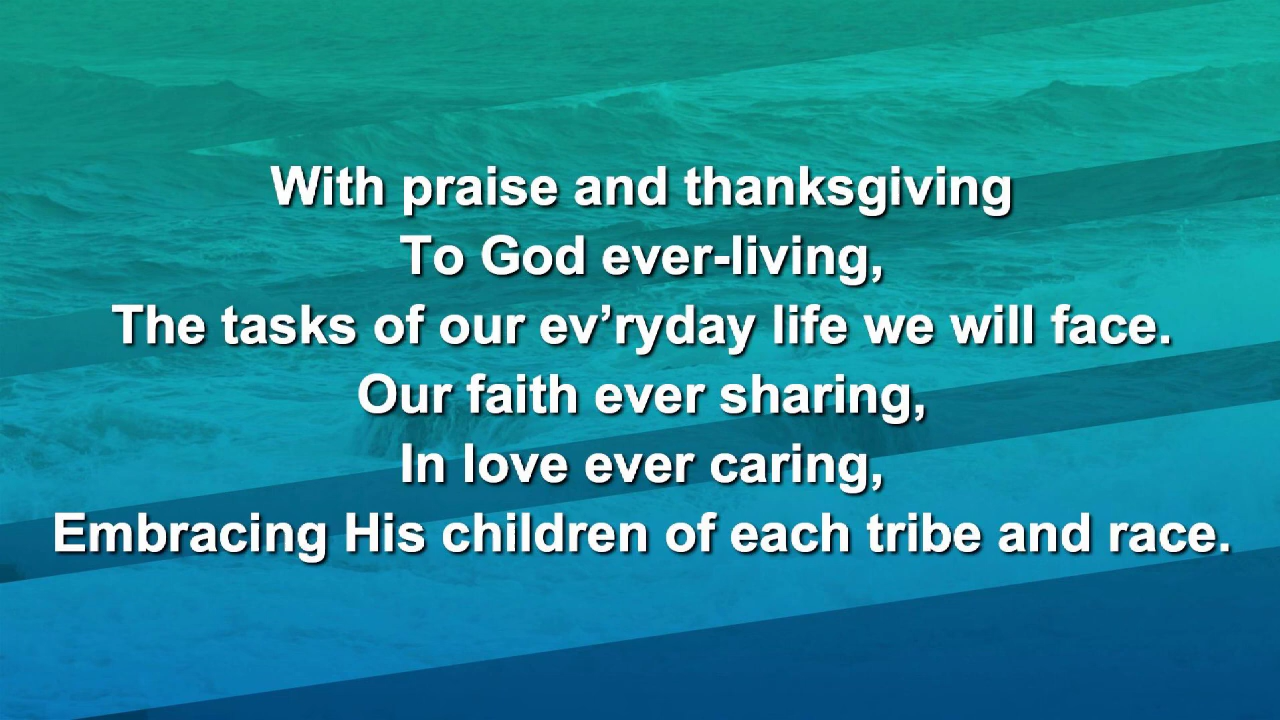 With praise and thanksgiving
To God ever-living,
The tasks of our ev’ryday life we will face.
Our faith ever sharing,
In love ever caring,
Embracing His children of each tribe and race.